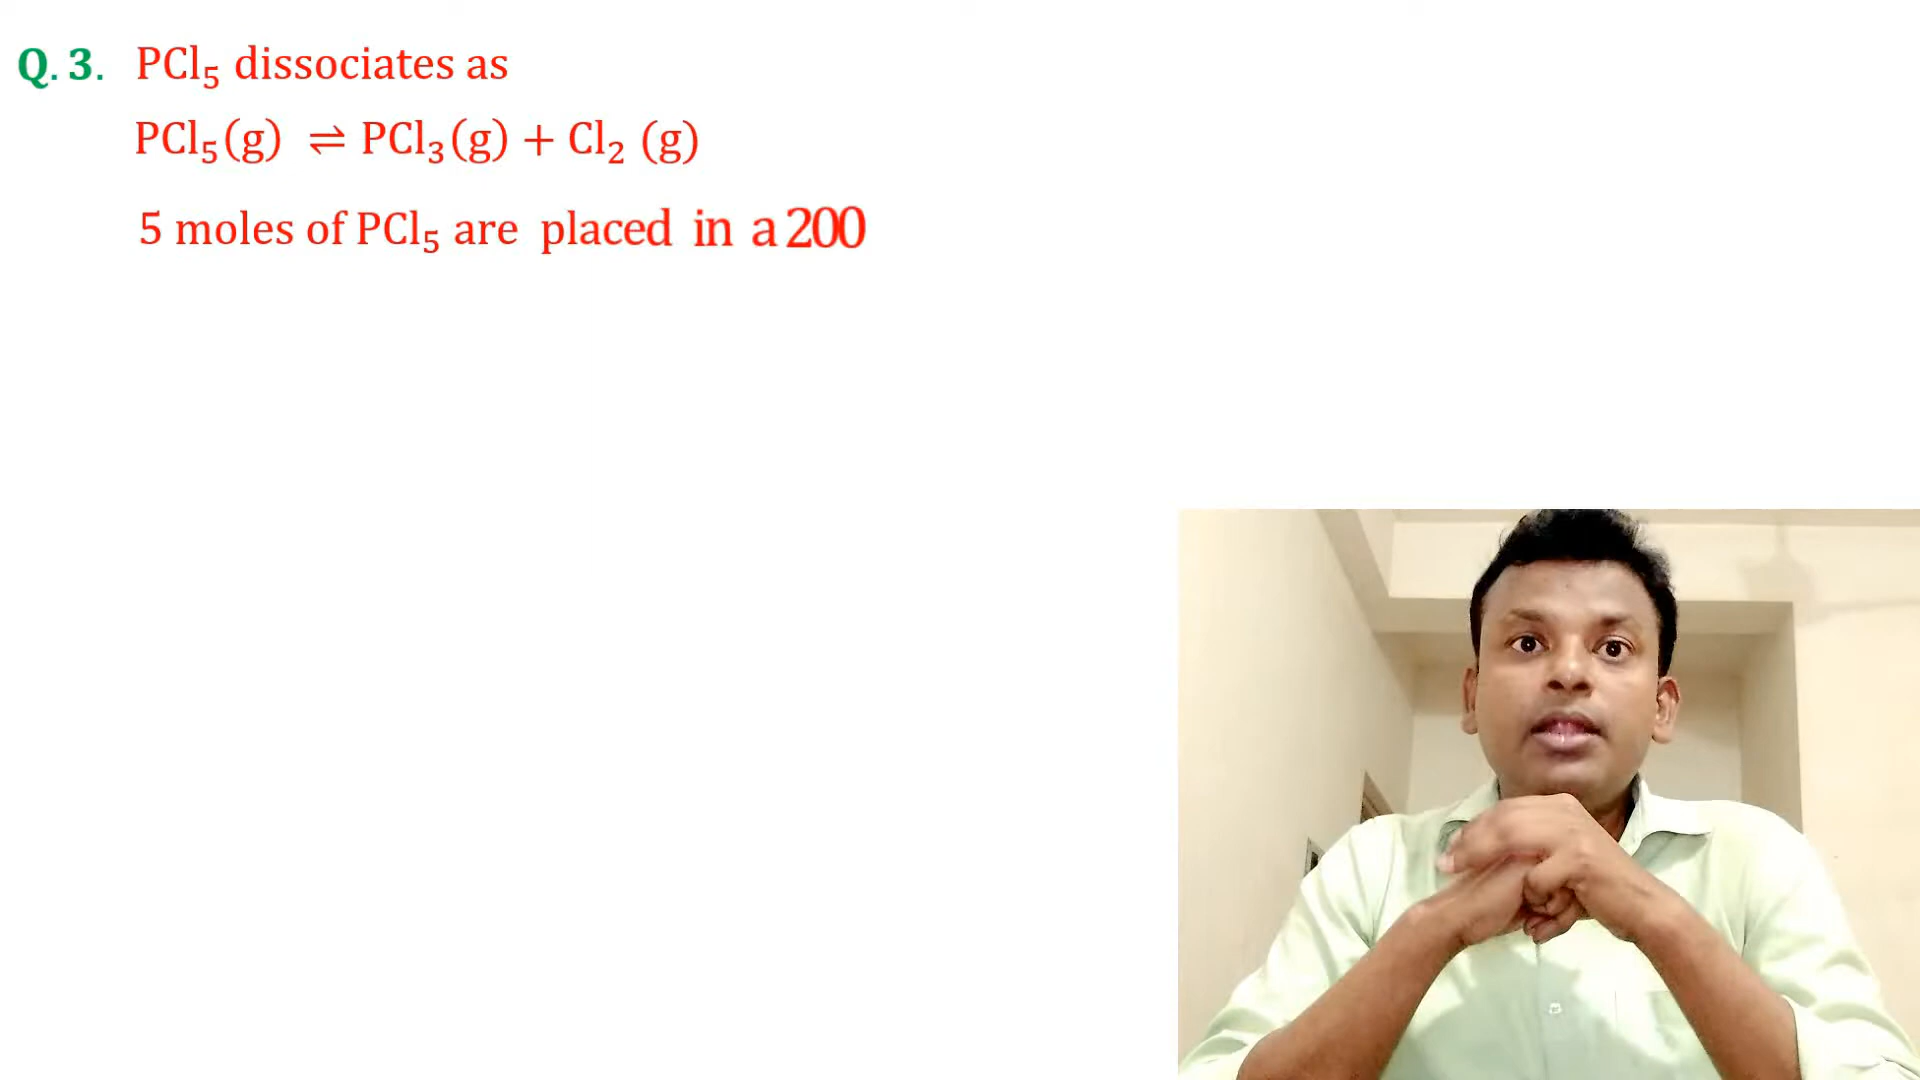 Q. 3. PCl₅ dissociates as
PCl₅(g) ⇌ PCl₃(g) + Cl₂ (g)
5 moles of PCl₅ are placed in a 200